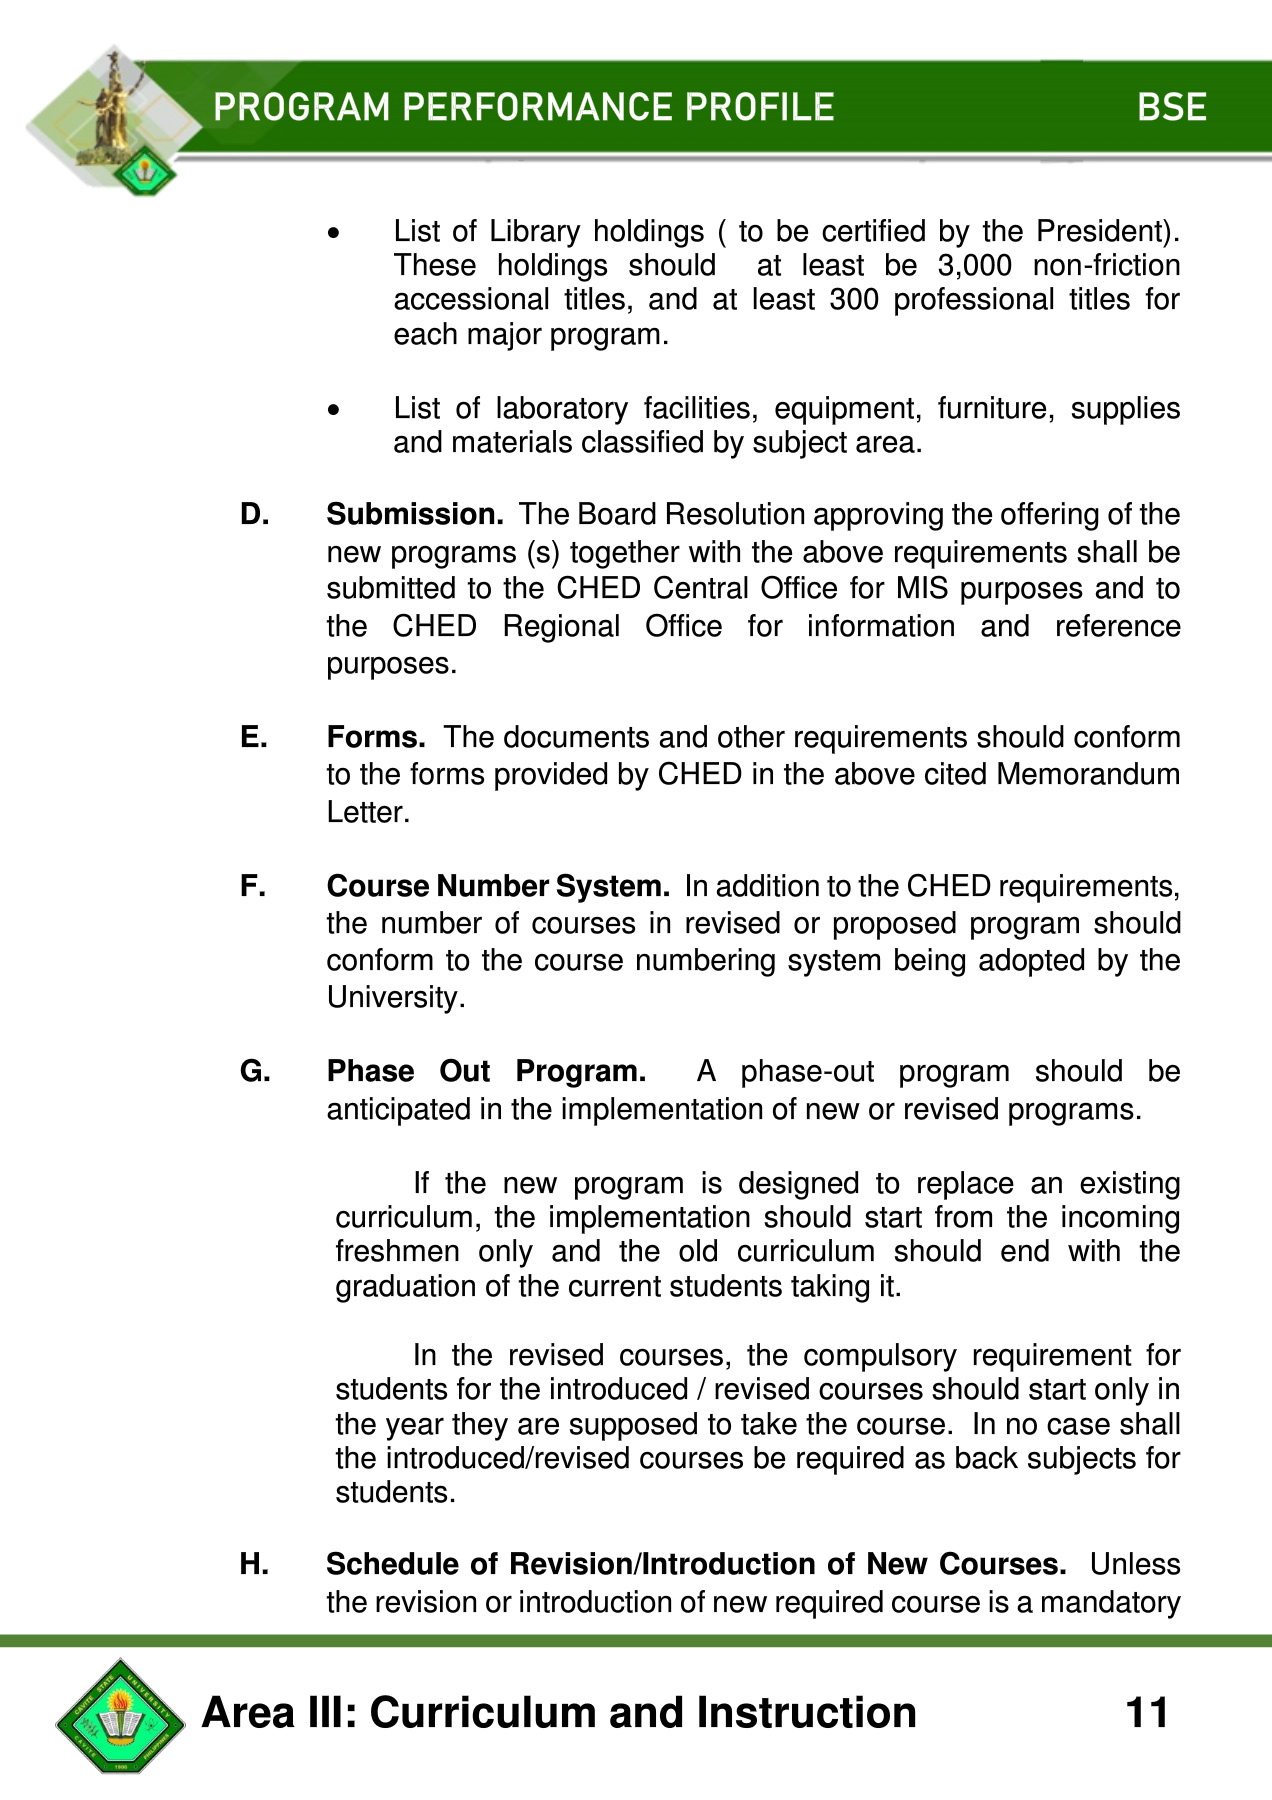 PROGRAM PERFORMANCE PROFILE BSE
• List of Library holdings ( to be certified by the President).
These holdings should at least be 3,000 non-friction
accessional titles, and at least 300 professional titles for
each major program.
• List of laboratory facilities, equipment, furniture, supplies
and materials classified by subject area.
D. Submission. The Board Resolution approving the offering of the
new programs (s) together with the above requirements shall be
submitted to the CHED Central Office for MIS purposes and to
the CHED Regional Office for information and reference
purposes.
E. Forms. The documents and other requirements should conform
to the forms provided by CHED in the above cited Memorandum
Letter.
F. Course Number System. In addition to the CHED requirements,
the number of courses in revised or proposed program should
conform to the course numbering system being adopted by the
University.
G. Phase Out Program. A phase-out program should be
anticipated in the implementation of new or revised programs.
If the new program is designed to replace an existing
curriculum, the implementation should start from the incoming
freshmen only and the old curriculum should end with the
graduation of the current students taking it.
In the revised courses, the compulsory requirement for
students for the introduced / revised courses should start only in
the year they are supposed to take the course. In no case shall
the introduced/revised courses be required as back subjects for
students.
H. Schedule of Revision/Introduction of New Courses. Unless
the revision or introduction of new required course is a mandatory
CAVITE STATE UNIVERSITY
CAVITE PHILIPPINES
1906
Area III: Curriculum and Instruction 11